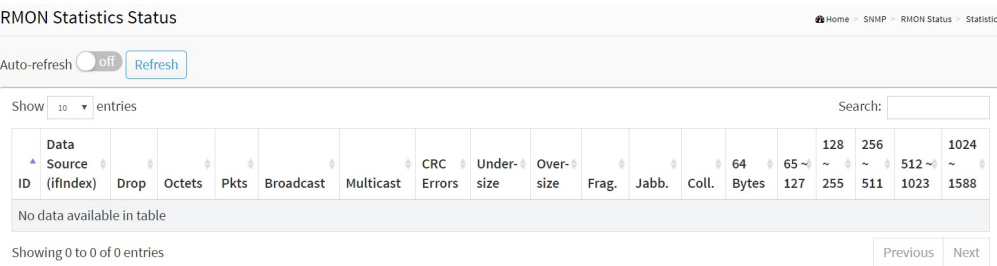 RMON Statistics Status
Home > SNMP > RMON Status > Statistic
Auto-refresh off Refresh
Show 10 entries
Search:
ID
Data Source (ifIndex)
Drop
Octets
Pkts
Broadcast
Multicast
CRC Errors
Under-size
Over-size
Frag.
Jabb.
Coll.
64 Bytes
65 ~ 127
128 ~ 255
256 ~ 511
512 ~ 1023
1024 ~ 1588
No data available in table
Showing 0 to 0 of 0 entries
Previous Next